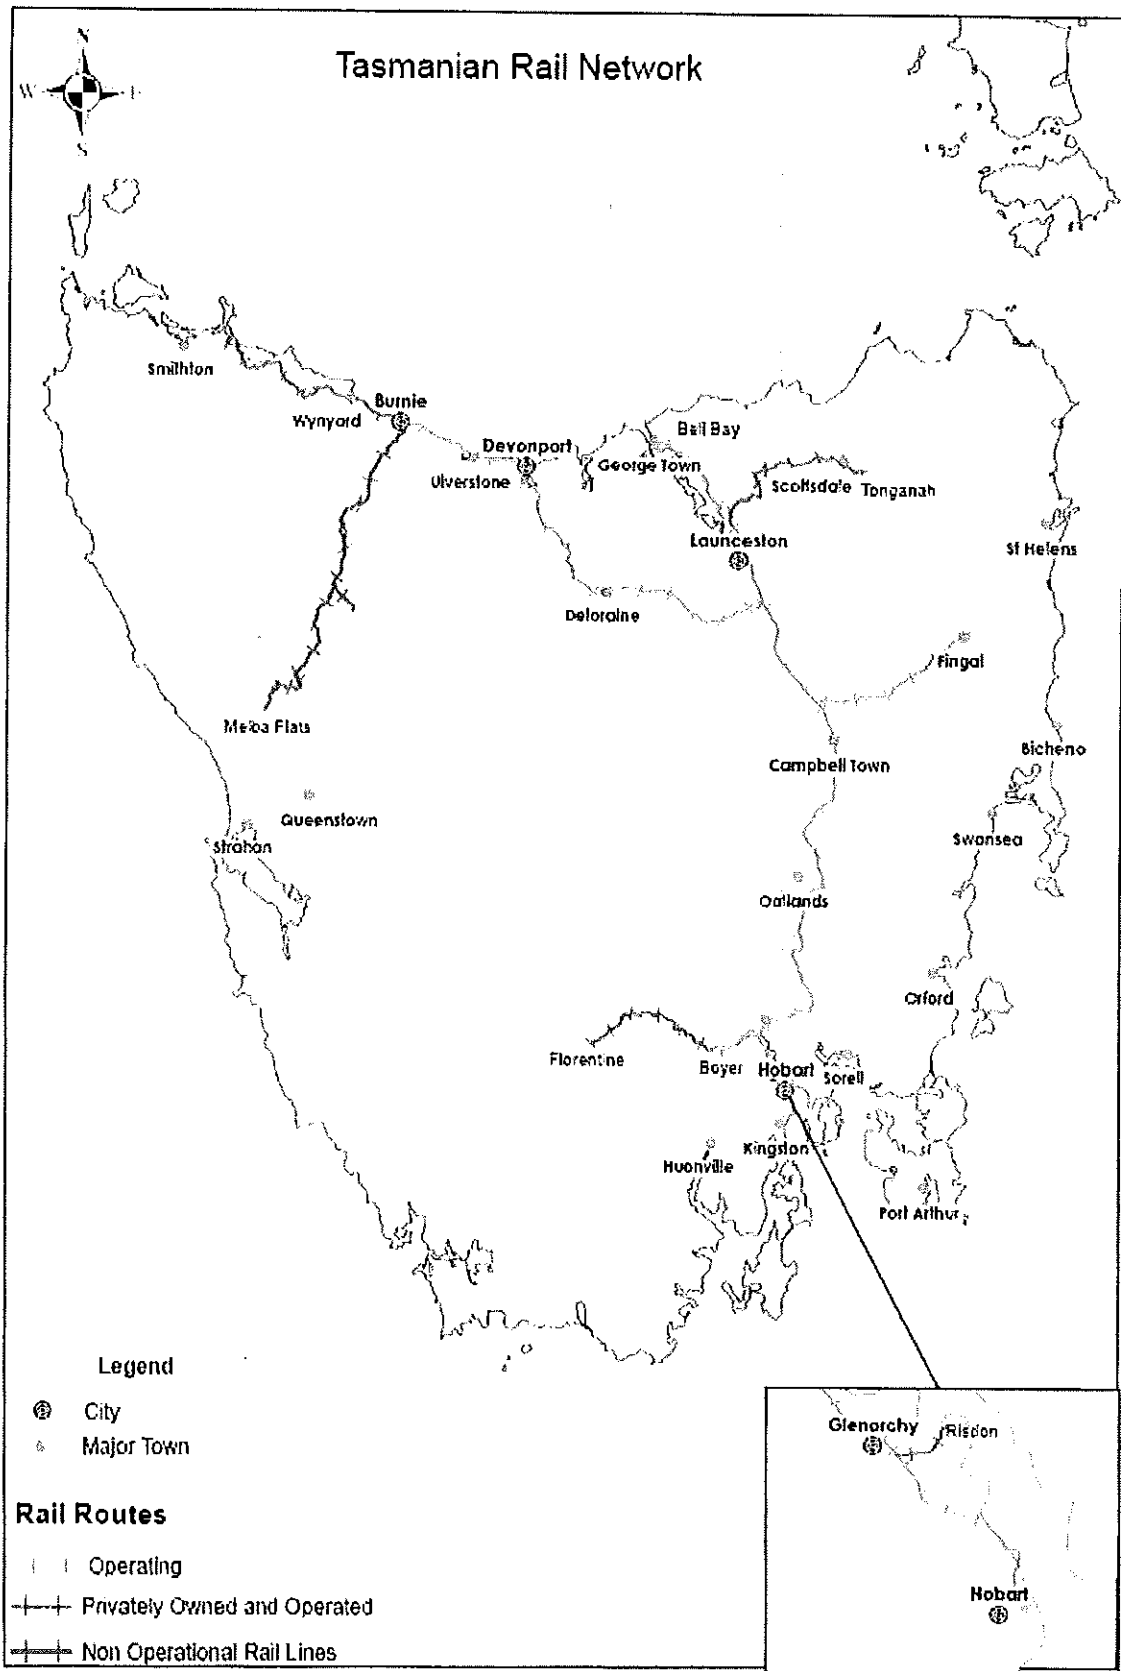 Tasmanian Rail Network
N
W
E
S
Smithton
Wynyard
Burnie
Devonport
Ulverstone
Bell Bay
George Town
Scottsdale
Tonganah
Launceston
St Helens
Deloraine
Fingal
Melba Flats
Campbell Town
Bicheno
Queenstown
Strahan
Swansea
Oatlands
Orford
Florentine
Boyer
Hobart
Sorell
Kingston
Huonville
Port Arthur
Legend
City
Major Town
Rail Routes
Operating
Privately Owned and Operated
Non Operational Rail Lines
Glenorchy
Risdon
Hobart